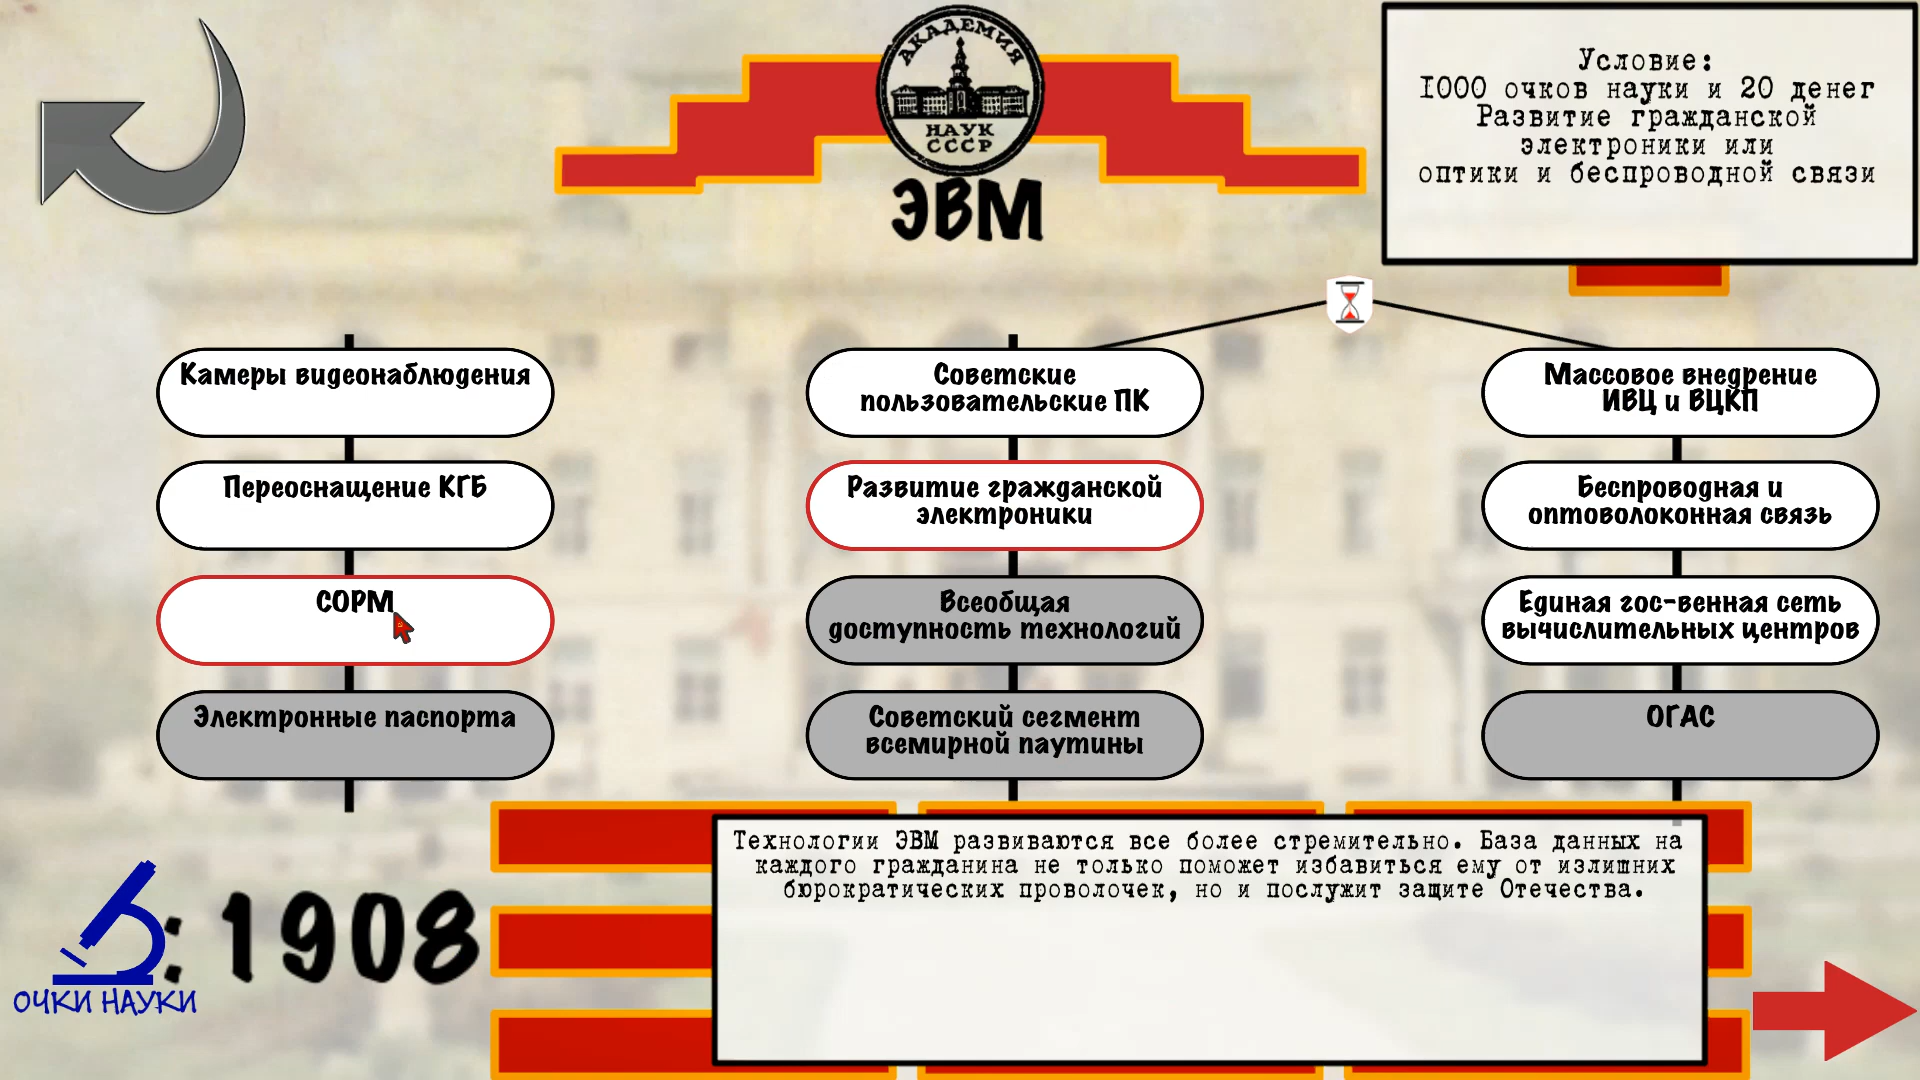 АКАДЕМИЯ
НАУК
СССР
ЭВМ
Условие:
1000 очков науки и 20 денег
Развитие гражданской
электроники или
оптики и беспроводной связи
Камеры видеонаблюдения
Советские
пользовательские ПК
Массовое внедрение
ИВЦ и ВЦКП
Переоснащение КГБ
Развитие гражданской
электроники
Беспроводная и
оптоволоконная связь
СОРМ
Всеобщая
доступность технологий
Единая гос-венная сеть
вычислительных центров
Электронные паспорта
Советский сегмент
всемирной паутины
ОГАС
Технологии ЭВМ развиваются все более стремительно. База данных на
каждого гражданина не только поможет избавиться ему от излишних
бюрократических проволочек, но и послужит защите Отечества.
: 1908
ОЧКИ НАУКИ